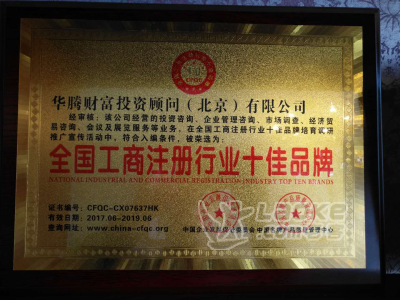 CFQC
华腾财富投资顾问（北京）有限公司
经审核：该公司经营的投资咨询、企业管理咨询、市场调查、经济贸
易咨询、会议及展览服务等业务，在全国工商注册行业十佳品牌培育调研
推广宣传活动中，符合入编条件，被荣选为：
全国工商注册行业十佳品牌
NATIONAL INDUSTRIAL AND COMMERCIAL REGISTRATION INDUSTRY TOP TEN BRANDS
证书编号：CFQC-CX07637HK
有效日期：2017.06-2019.06
查询网址：www.china-cfqc.org